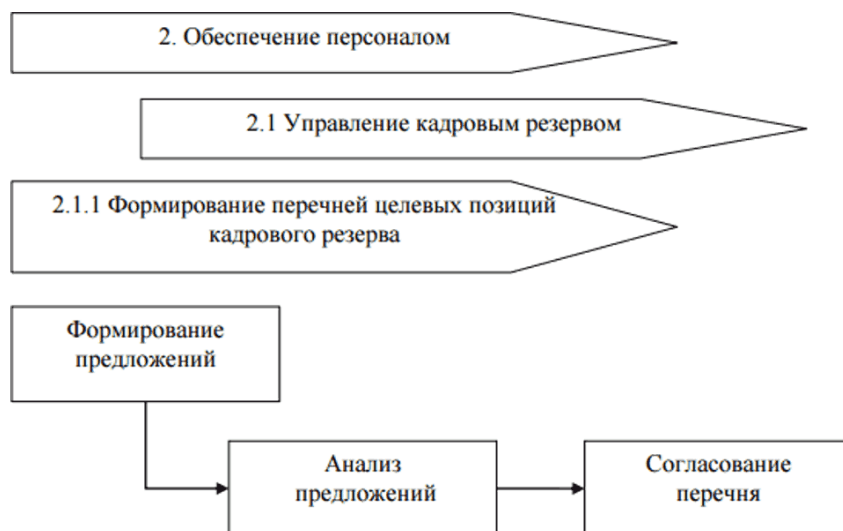 2. Обеспечение персоналом
2.1 Управление кадровым резервом
2.1.1 Формирование перечней целевых позиций
кадрового резерва
Формирование
предложений
Анализ
предложений
Согласование
перечня